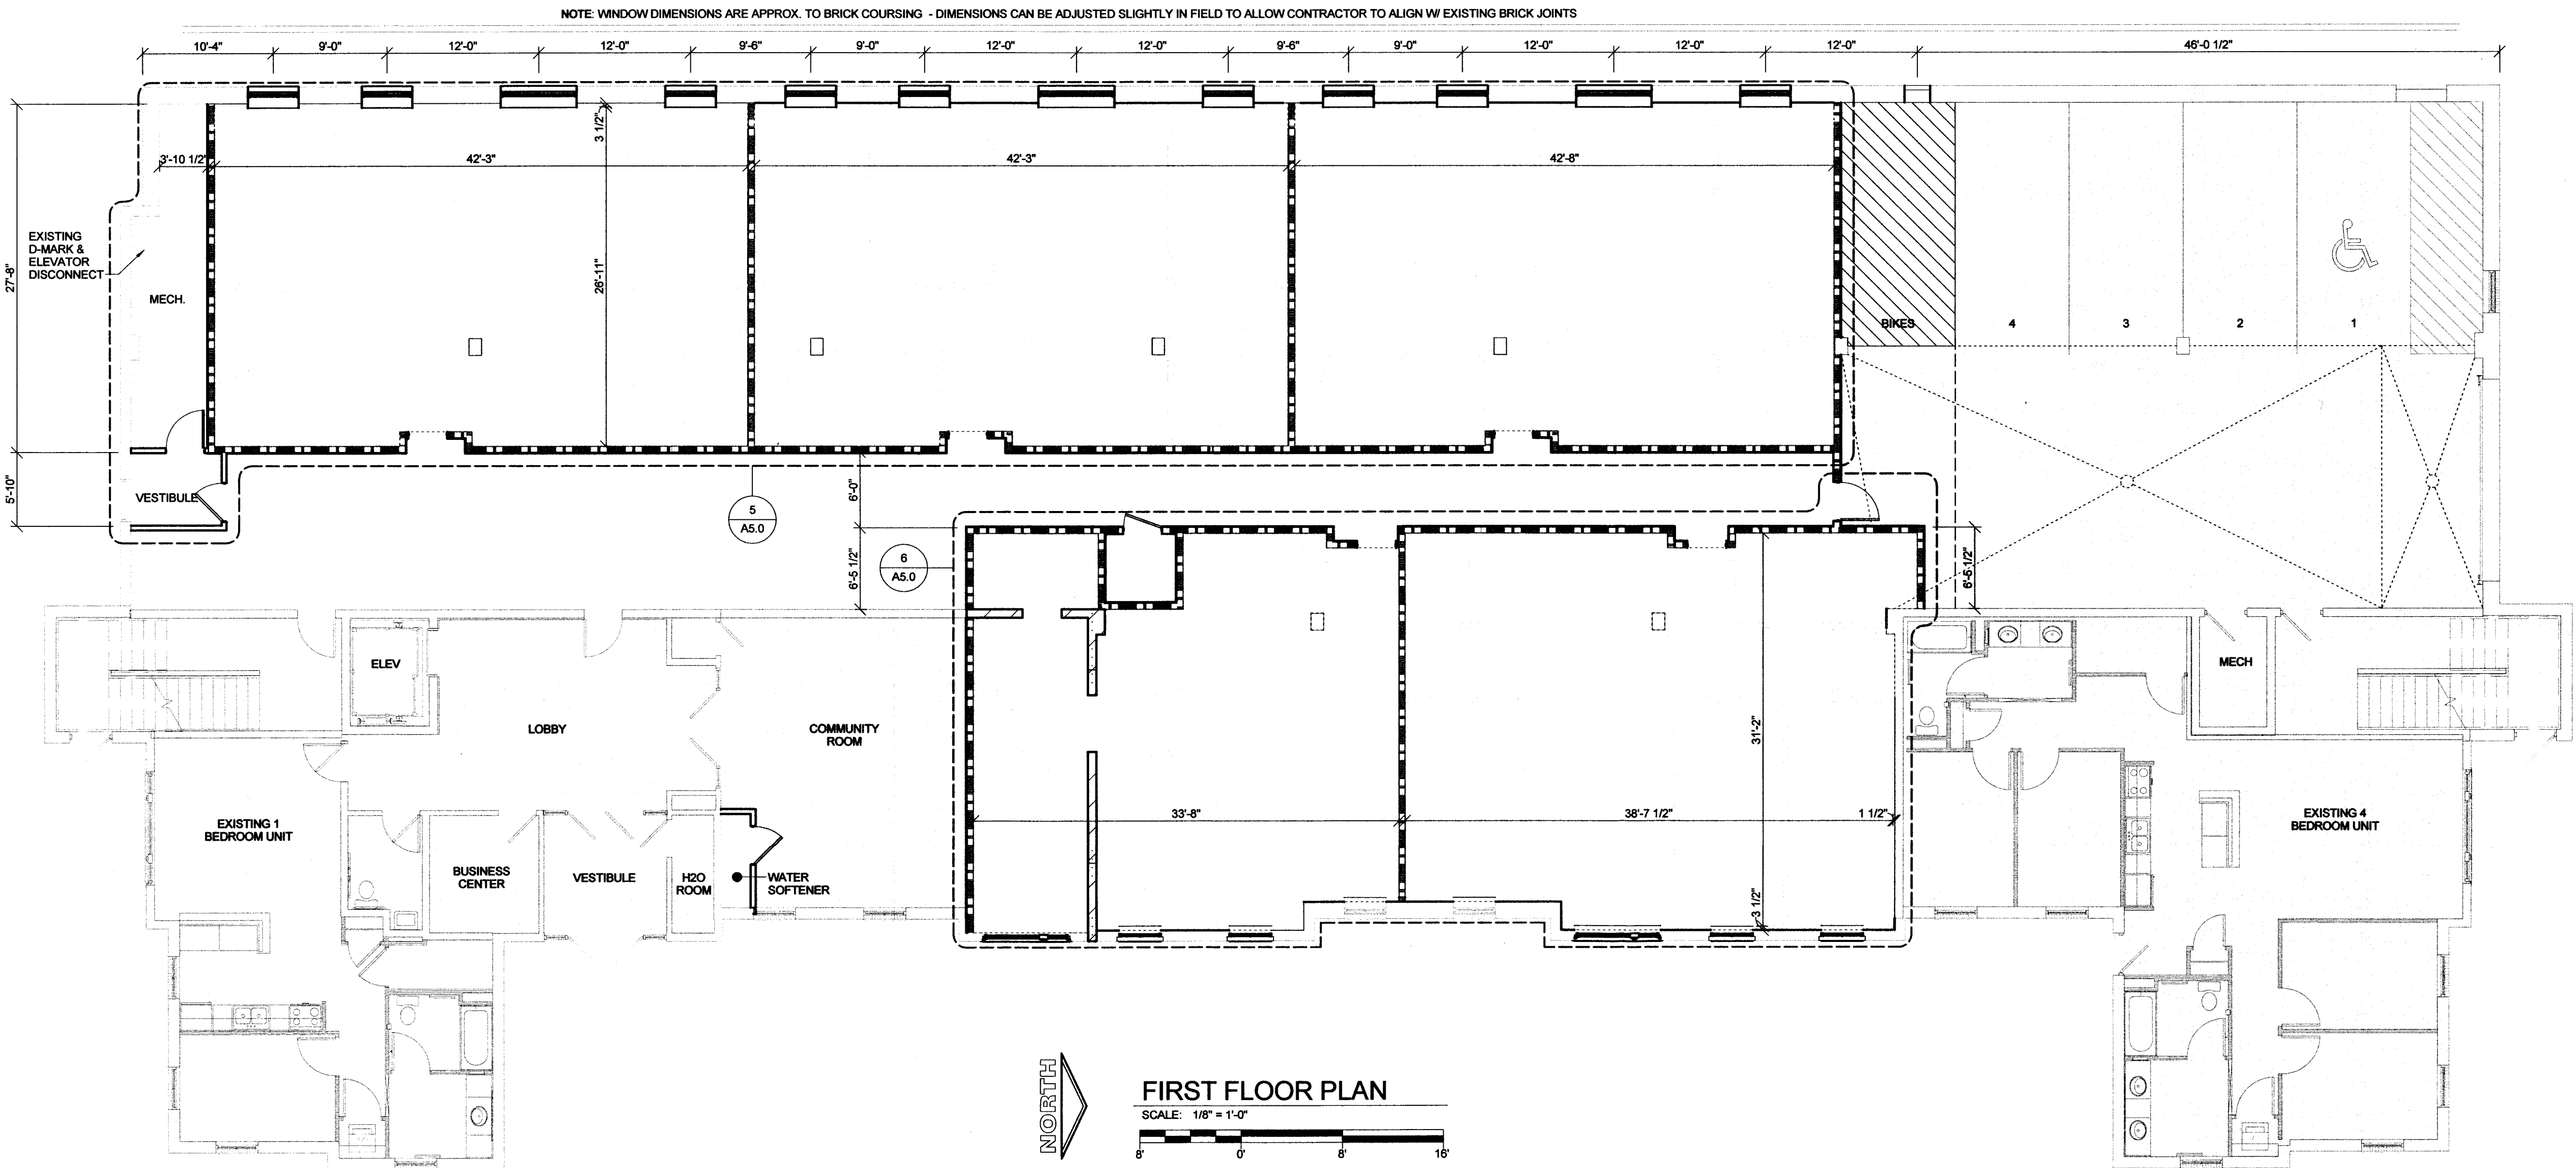 NOTE: WINDOW DIMENSIONS ARE APPROX. TO BRICK COURSING - DIMENSIONS CAN BE ADJUSTED SLIGHTLY IN FIELD TO ALLOW CONTRACTOR TO ALIGN W/ EXISTING BRICK JOINTS
10'-4" 9'-0" 12'-0" 12'-0" 9'-6" 9'-0" 12'-0" 12'-0" 9'-6" 9'-0" 12'-0" 12'-0" 12'-0" 46'-0 1/2"
3 1/2"
3'-10 1/2" 42'-3" 42'-3" 42'-8"
EXISTING
D-MARK &
ELEVATOR
DISCONNECT
27'-8"
26'-11"
MECH.
BIKES 4 3 2 1
5'-10"
VESTIBULE
5
A5.0
6'-0"
6'-5 1/2"
6
A5.0
6'-5 1/2"
ELEV
MECH
LOBBY
COMMUNITY
ROOM
31'-2"
EXISTING 1
BEDROOM UNIT
33'-8" 38'-7 1/2" 1 1/2"
EXISTING 4
BEDROOM UNIT
BUSINESS
CENTER
VESTIBULE
H2O
ROOM
WATER
SOFTENER
3 1/2"
NORTH
FIRST FLOOR PLAN
SCALE: 1/8" = 1'-0"
8' 0' 8' 16'